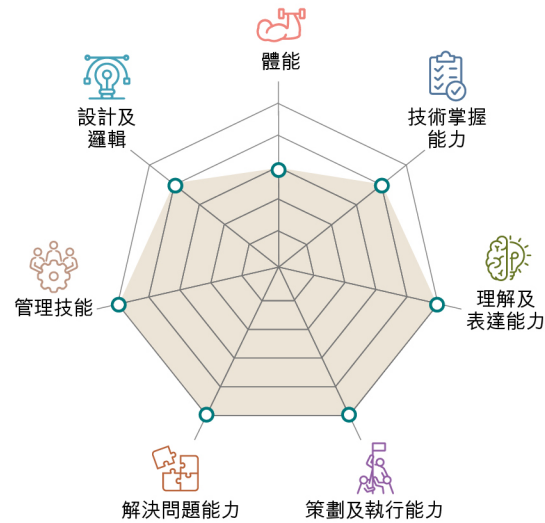 體能
設計及
邏輯
技術掌握
能力
管理技能
理解及
表達能力
解決問題能力
策劃及執行能力